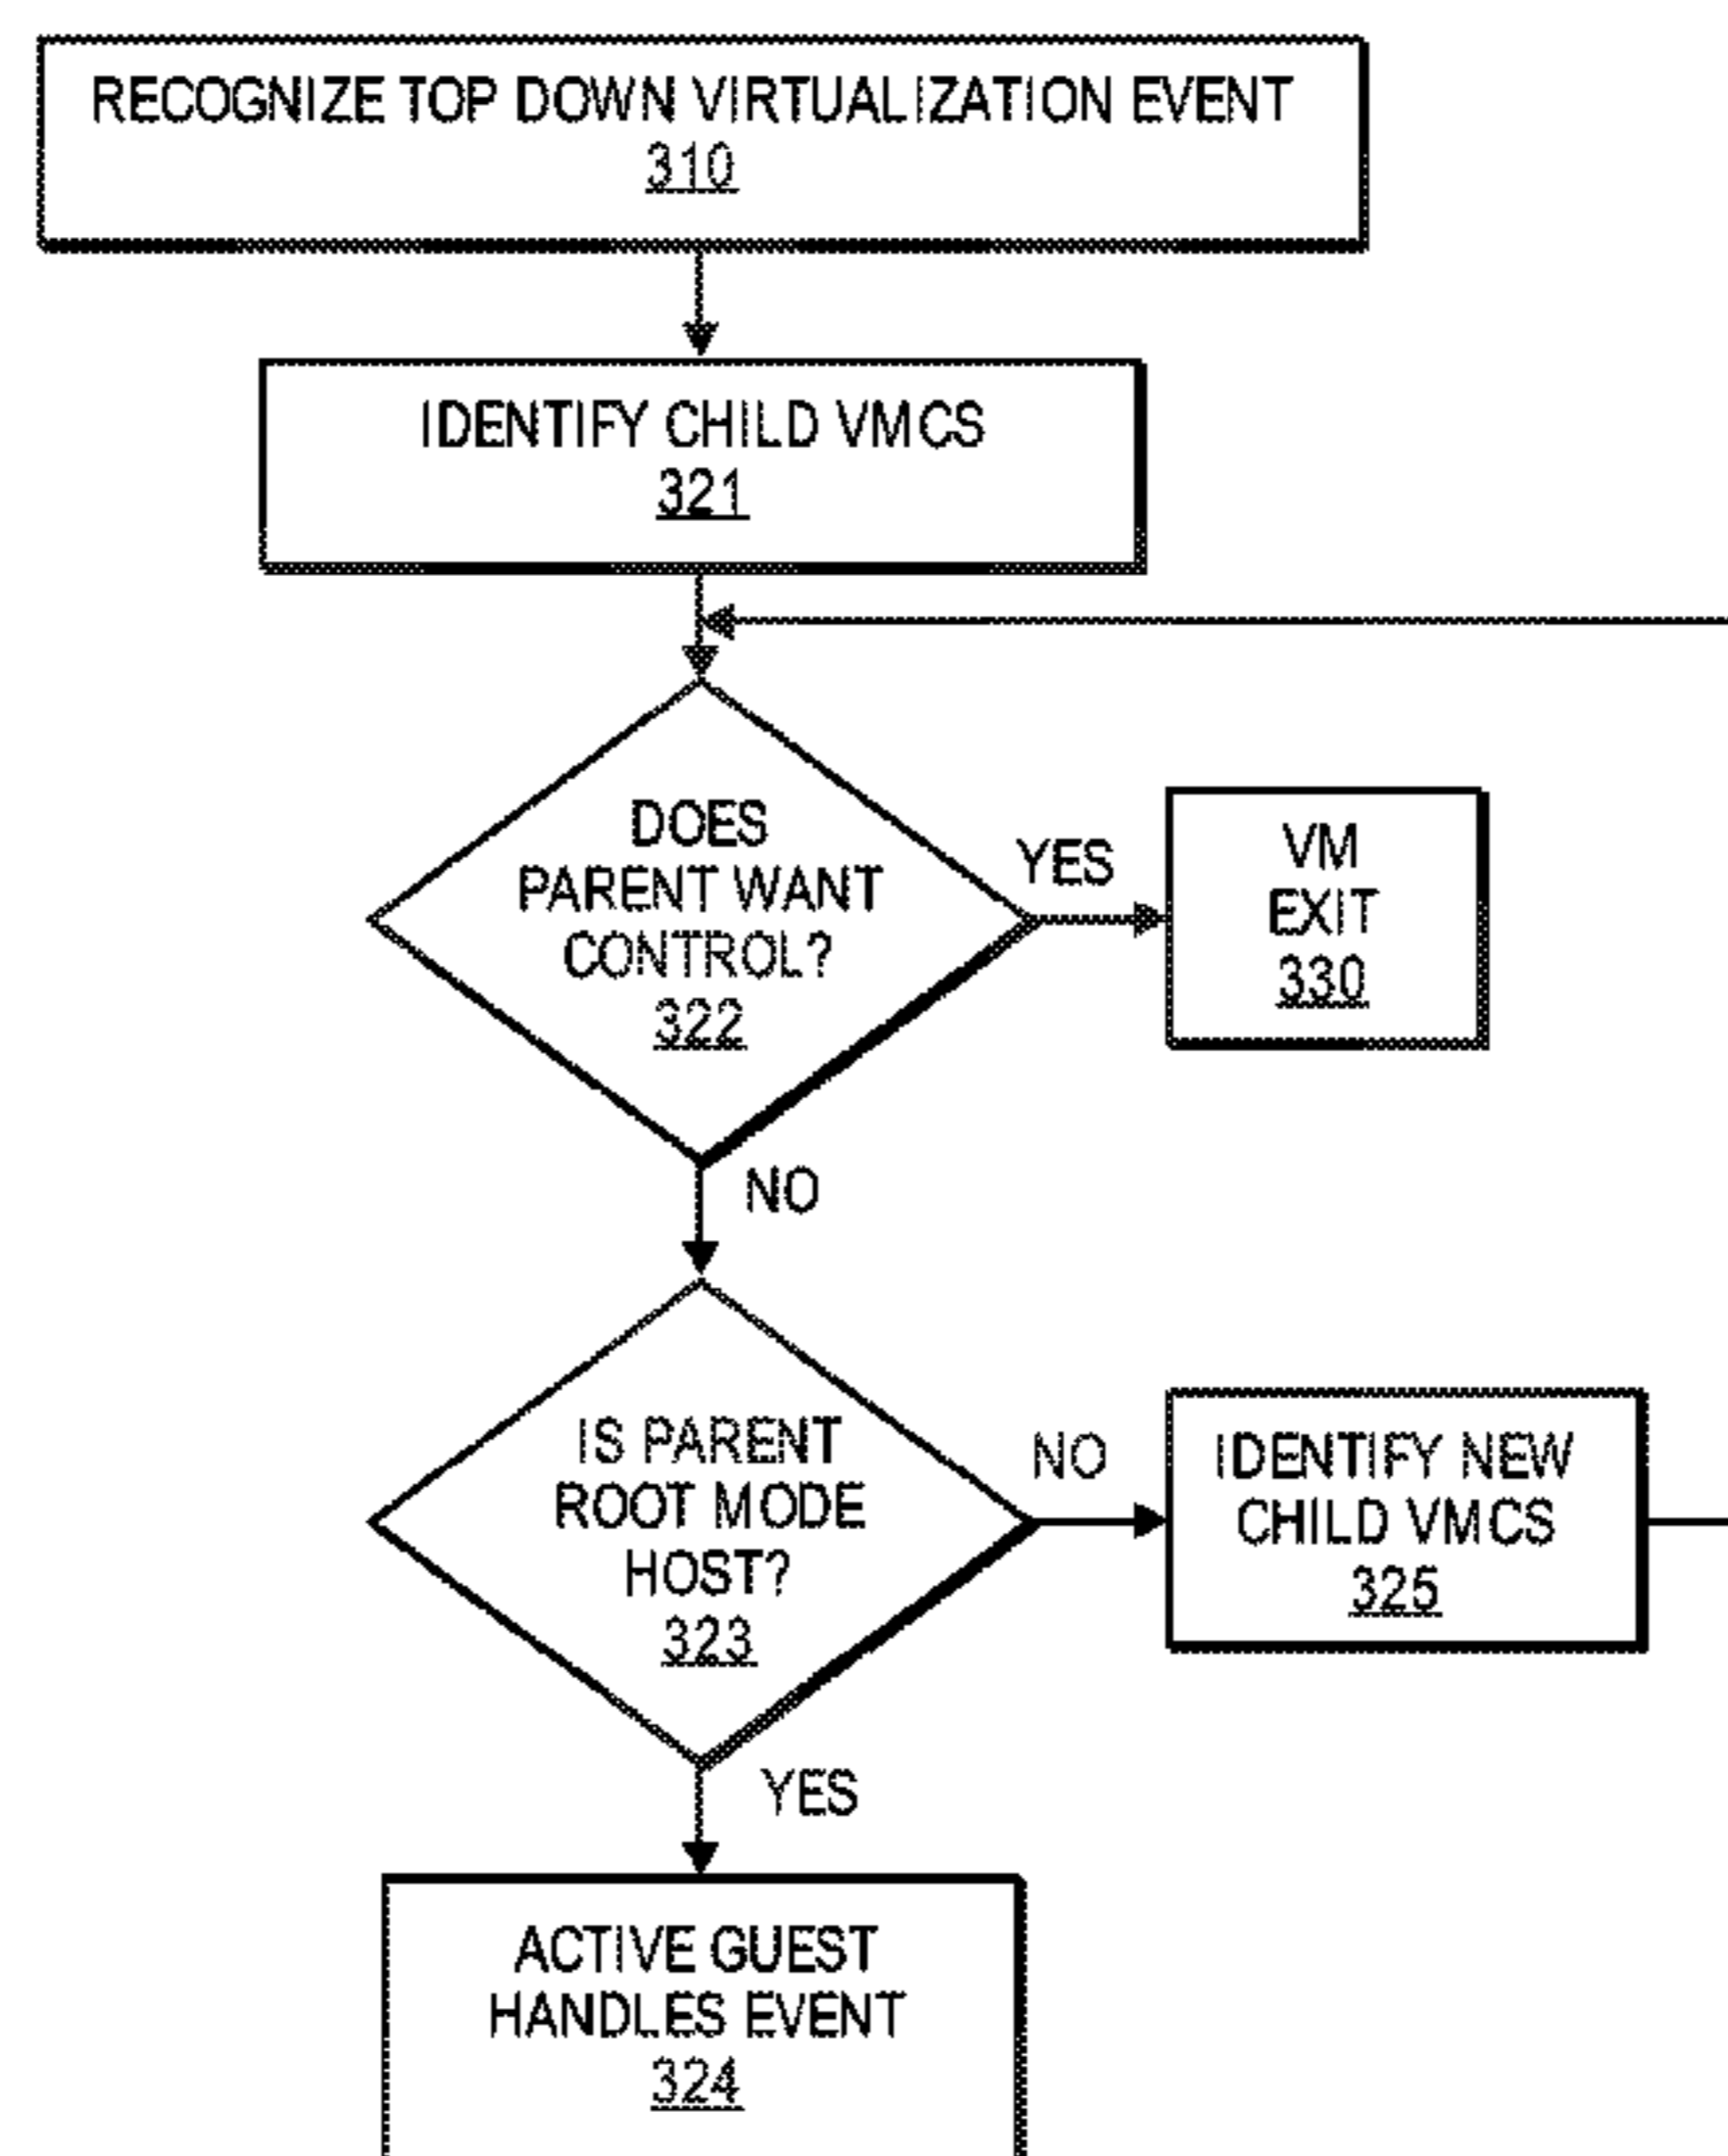 RECOGNIZE TOP DOWN VIRTUALIZATION EVENT
310
IDENTIFY CHILD VMCS
321
DOES
PARENT WANT
CONTROL?
322
YES
VM
EXIT
330
NO
IS PARENT
ROOT MODE
HOST?
323
NO
IDENTIFY NEW
CHILD VMCS
325
YES
ACTIVE GUEST
HANDLES EVENT
324